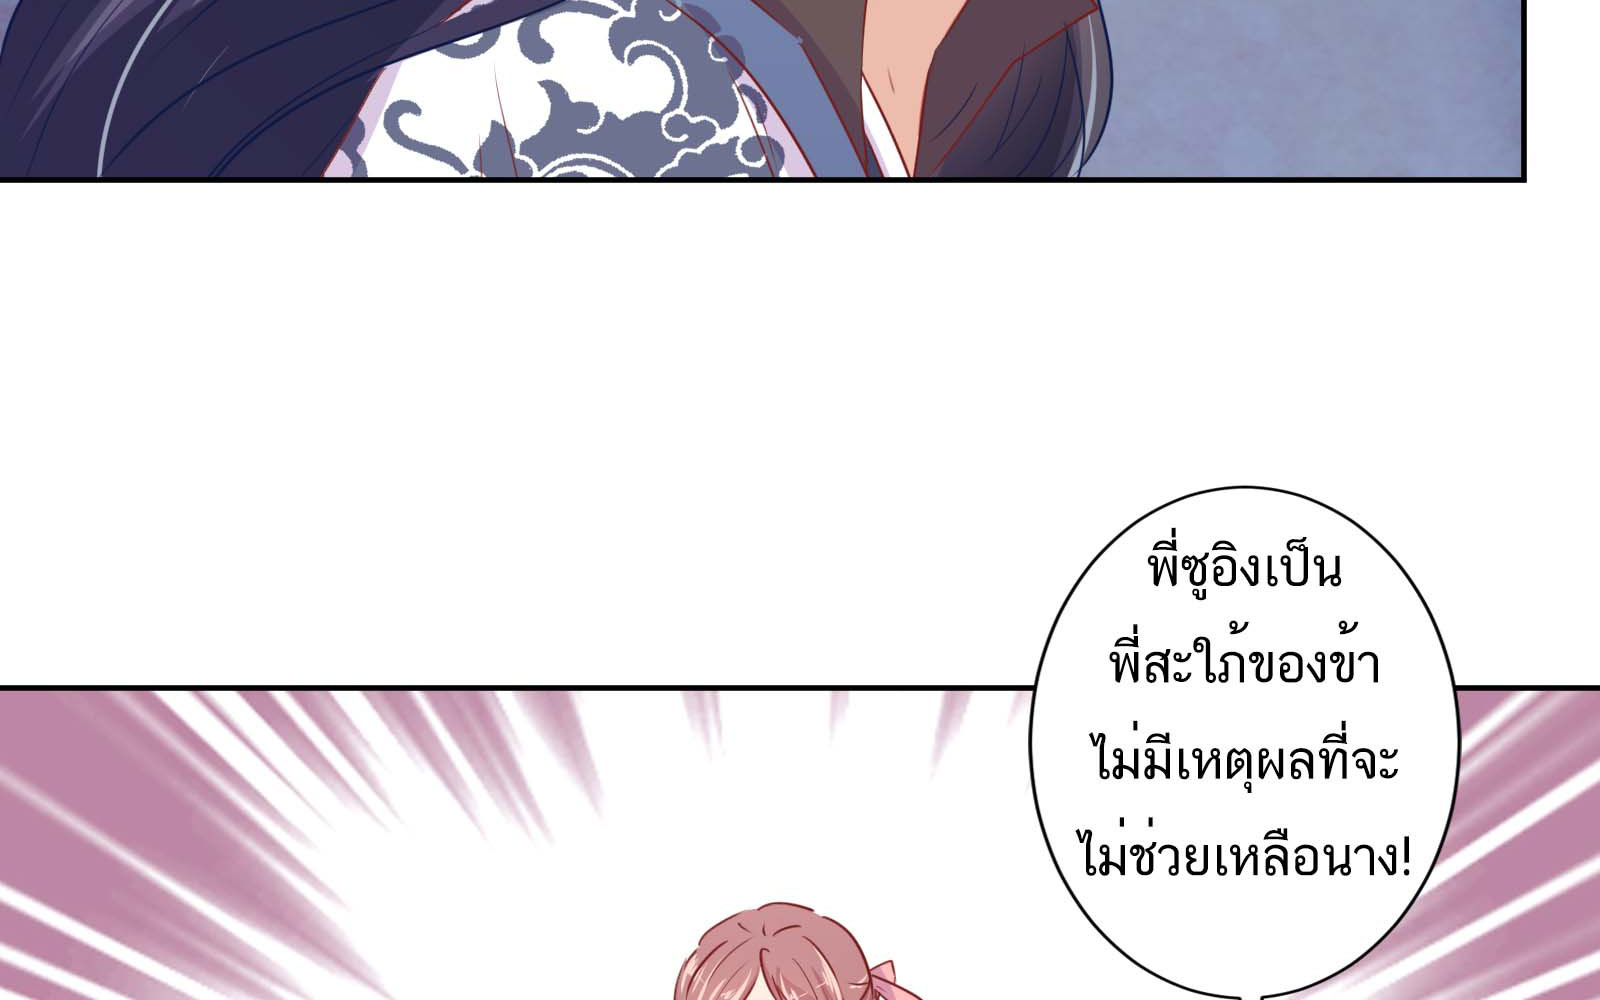 พี่ซูอิงเป็น
พี่สะใภ้ของข้า
ไม่มีเหตุผลที่จะ
ไม่ช่วยเหลือนาง!